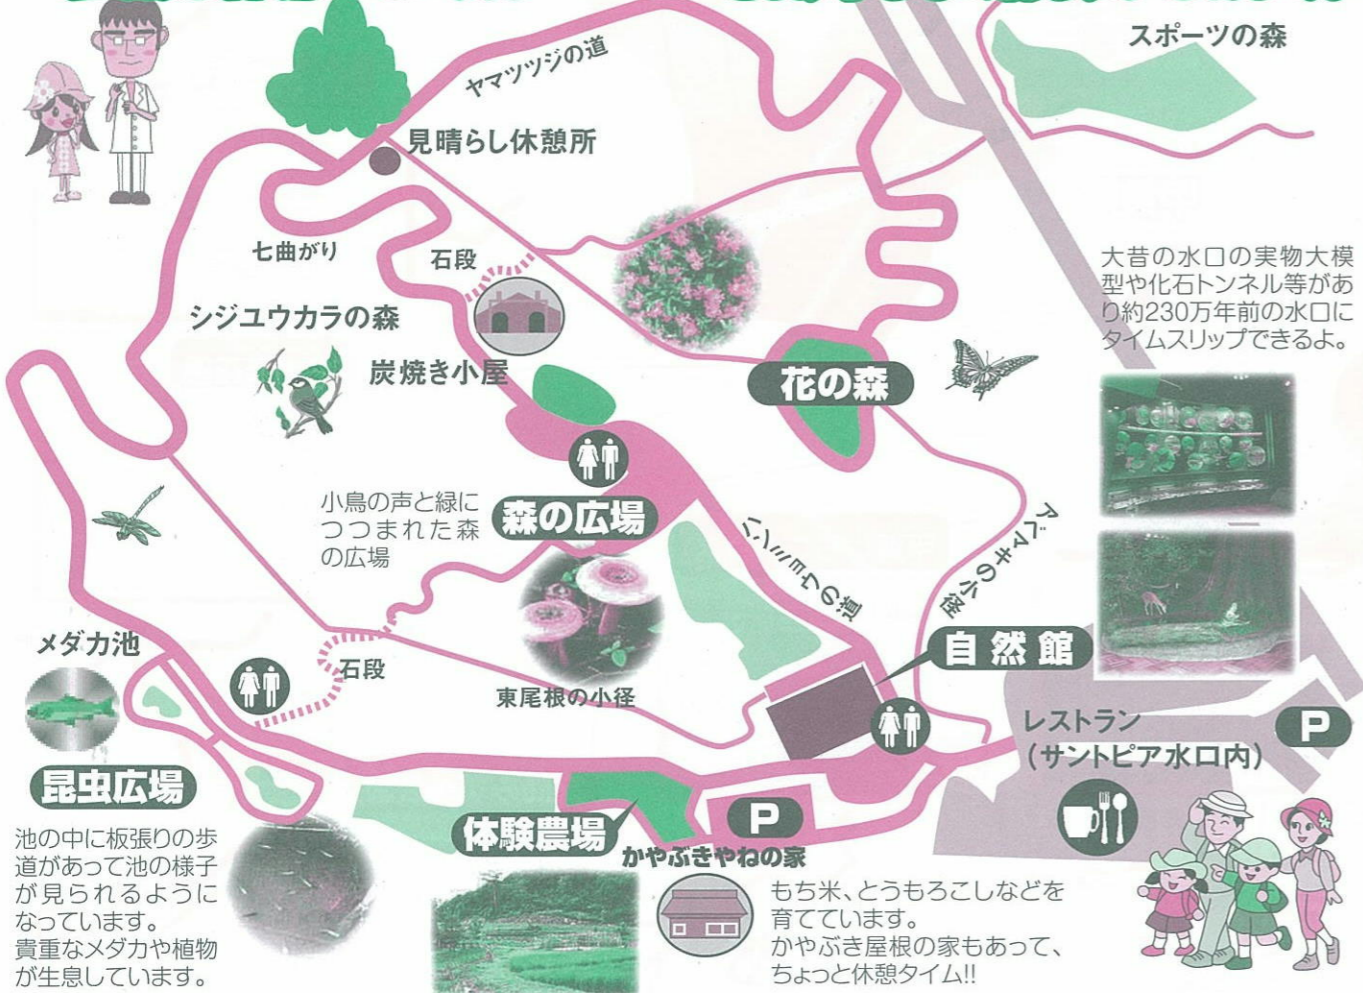 スポーツの森
ヤマツツジの道
見晴らし休憩所
七曲がり
石段
シジュウカラの森
炭焼き小屋
花の森
大昔の水口の実物大模
型や化石トンネル等があ
り約230万年前の水口に
タイムスリップできるよ。
小鳥の声と緑に
つつまれた森
の広場
森の広場
ハンミョウの道
アベマキの小径
メダカ池
石段
東尾根の小径
自然館
レストラン
(サントピア水口内)
P
昆虫広場
池の中に板張りの歩
道があって池の様子
が見られるように
なっています。
貴重なメダカや植物
が生息しています。
体験農場
P
かやぶきやねの家
もち米、とうもろこしなどを
育てています。
かやぶき屋根の家もあって、
ちょっと休憩タイム!!